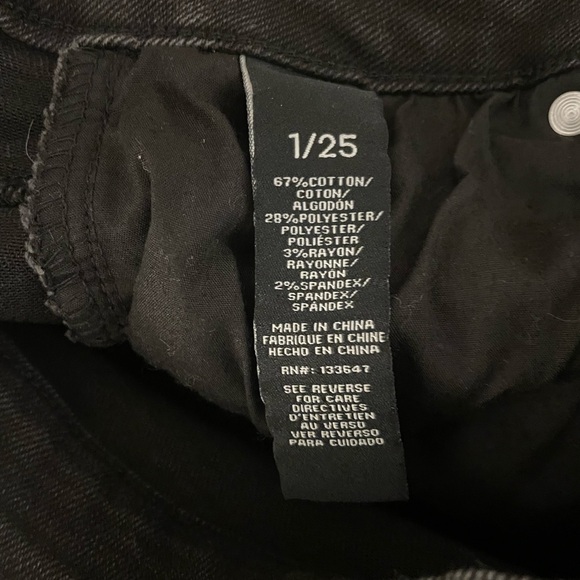 1/25
67%COTTON/
COTON/
ALGODÓN
28%POLYESTER/
POLYESTER/
POLIÉSTER
3%RAYON/
RAYONNE/
RAYÓN
2%SPANDEX/
SPANDEX/
SPÁNDEX
MADE IN CHINA
FABRIQUE EN CHINE
HECHO EN CHINA
RN#: 133647
SEE REVERSE
FOR CARE
DIRECTIVES
D'ENTRETIEN
AU VERSO
VER REVERSO
PARA CUIDADO